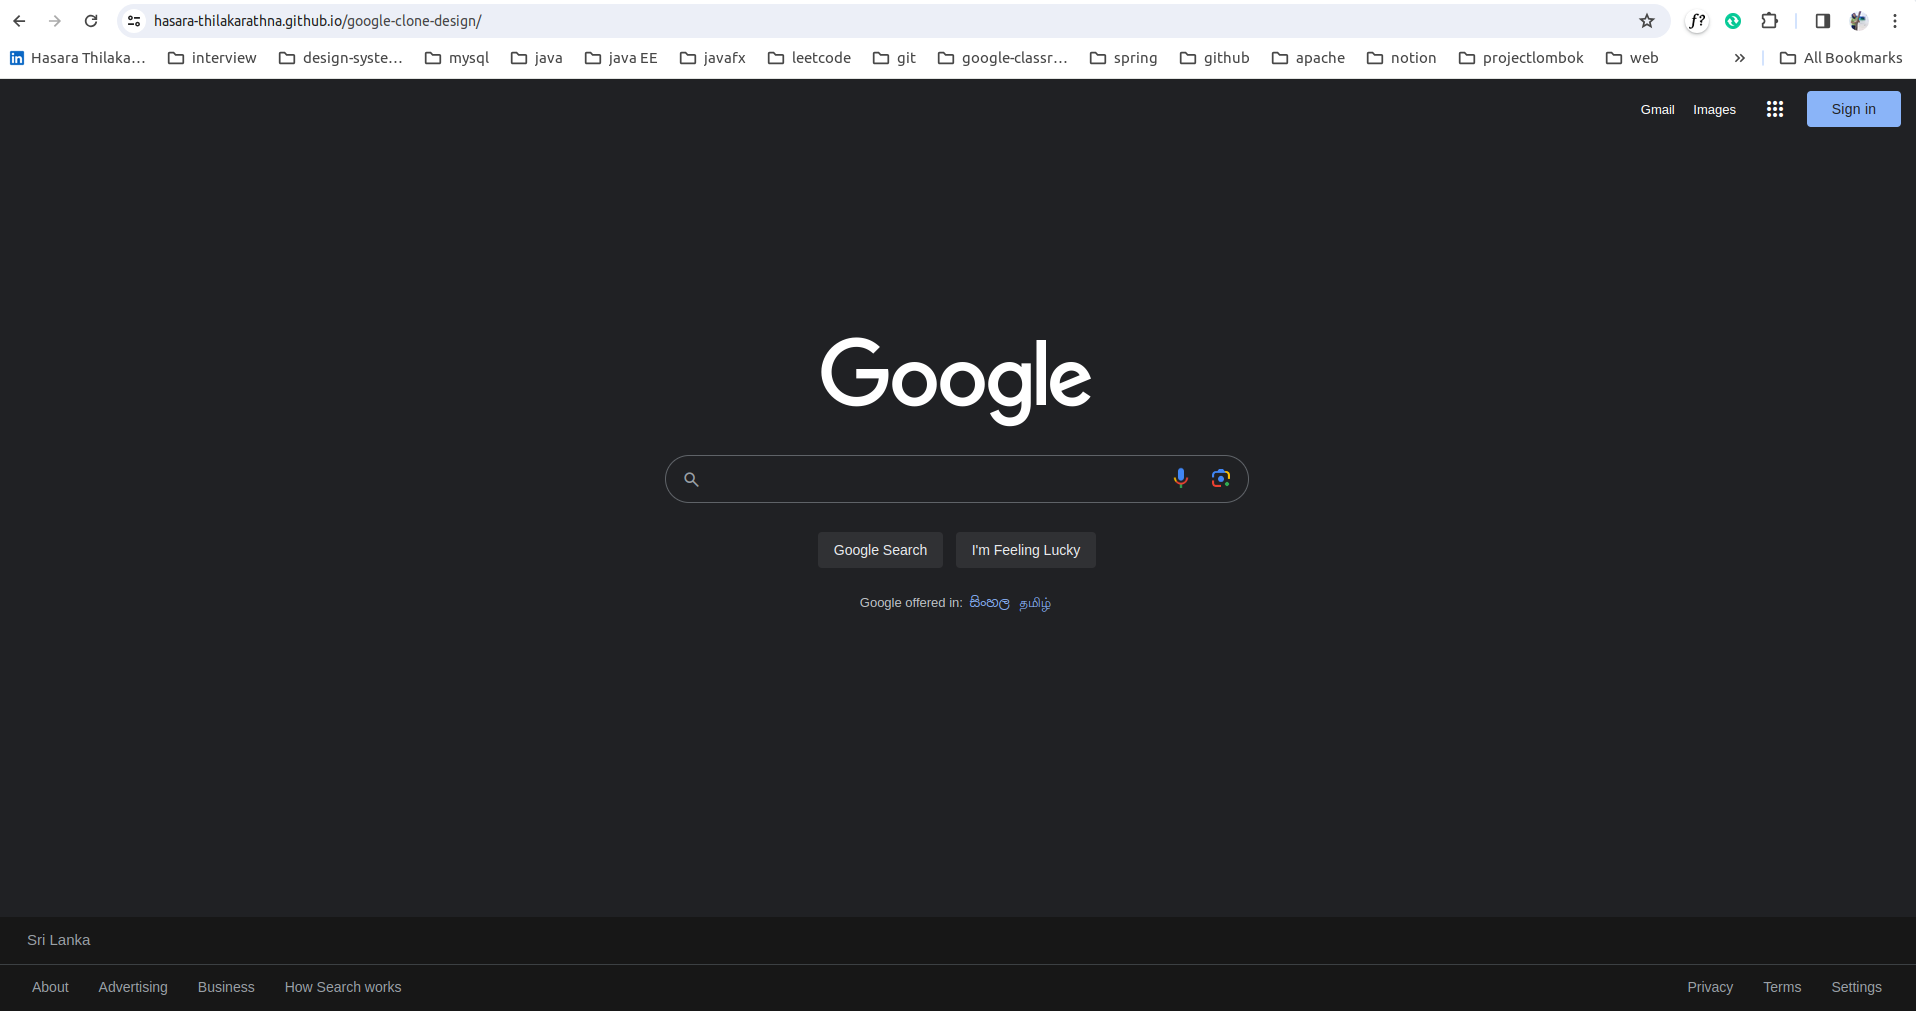 hasara-thilakarathna.github.io/google-clone-design/ f?
Hasara Thilaka... interview design-syste... mysql java java EE javafx leetcode git google-classr... spring github apache notion projectlombok web » All Bookmarks
Gmail Images Sign in
Google
Google Search I'm Feeling Lucky
Google offered in: සිංහල தமிழ்
Sri Lanka
About Advertising Business How Search works Privacy Terms Settings